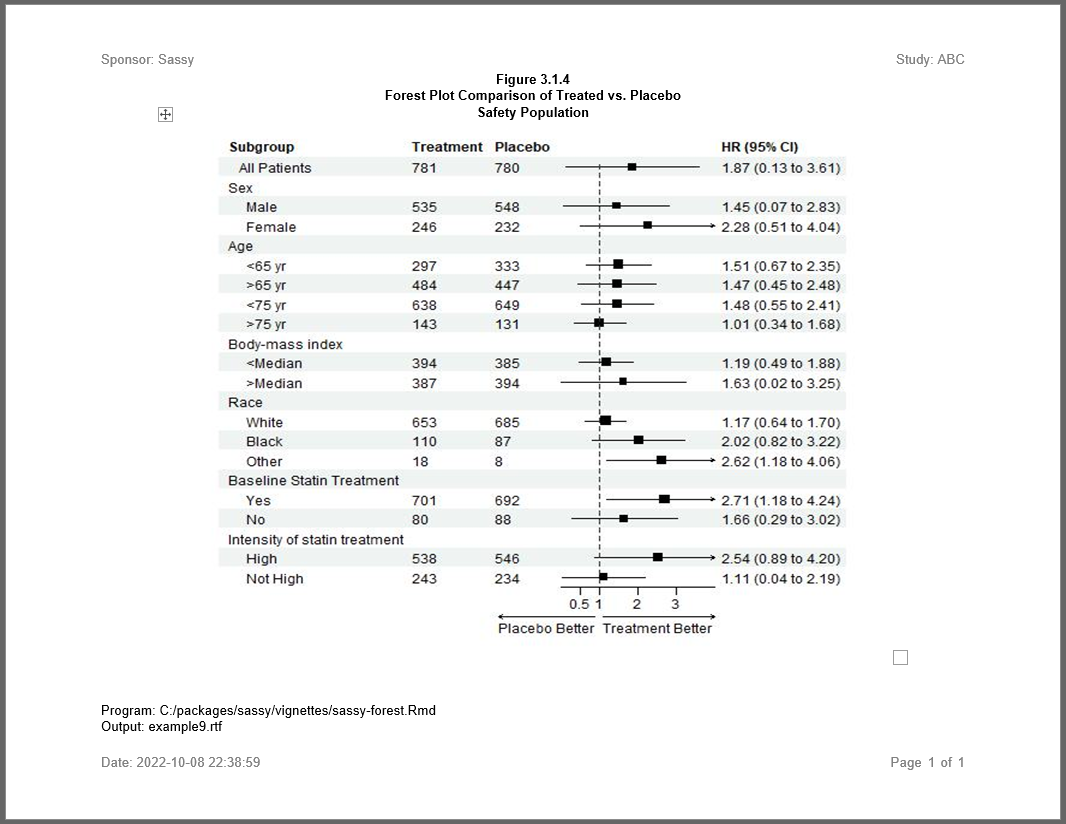 Sponsor: Sassy Study: ABC
Figure 3.1.4
Forest Plot Comparison of Treated vs. Placebo
Safety Population
Subgroup Treatment Placebo HR (95% CI)
All Patients 781 780 1.87 (0.13 to 3.61)
Sex
Male 535 548 1.45 (0.07 to 2.83)
Female 246 232 2.28 (0.51 to 4.04)
Age
<65 yr 297 333 1.51 (0.67 to 2.35)
>65 yr 484 447 1.47 (0.45 to 2.48)
<75 yr 638 649 1.48 (0.55 to 2.41)
>75 yr 143 131 1.01 (0.34 to 1.68)
Body-mass index
<Median 394 385 1.19 (0.49 to 1.88)
>Median 387 394 1.63 (0.02 to 3.25)
Race
White 653 685 1.17 (0.64 to 1.70)
Black 110 87 2.02 (0.82 to 3.22)
Other 18 8 2.62 (1.18 to 4.06)
Baseline Statin Treatment
Yes 701 692 2.71 (1.18 to 4.24)
No 80 88 1.66 (0.29 to 3.02)
Intensity of statin treatment
High 538 546 2.54 (0.89 to 4.20)
Not High 243 234 1.11 (0.04 to 2.19)
0.5 1 2 3
Placebo Better Treatment Better
Program: C:/packages/sassy/vignettes/sassy-forest.Rmd
Output: example9.rtf
Date: 2022-10-08 22:38:59 Page 1 of 1